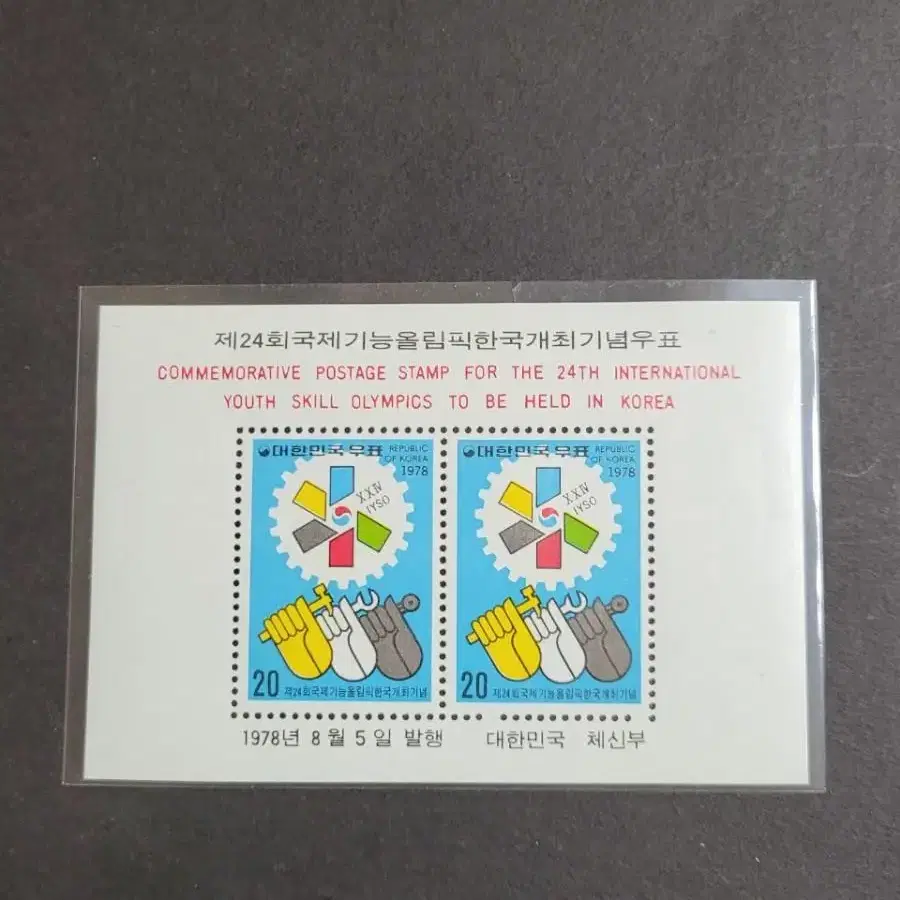 제24회국제기능올림픽한국개최기념우표
COMMEMORATIVE POSTAGE STAMP FOR THE 24TH INTERNATIONAL
YOUTH SKILL OLYMPICS TO BE HELD IN KOREA
대한민국우표 REPUBLIC
OF KOREA
1978
XXIV
IYSO
20 제24회국제기능올림픽한국개최기념
대한민국우표 REPUBLIC
OF KOREA
1978
XXIV
IYSO
20 제24회국제기능올림픽한국개최기념
1978년 8월 5일 발행 대한민국 체신부